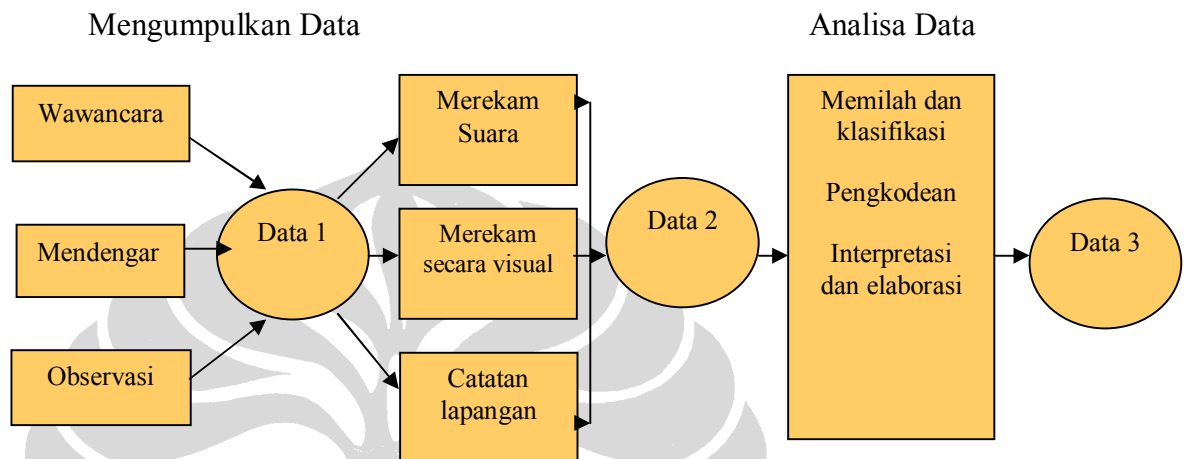 Mengumpulkan Data
Analisa Data
Wawancara
Mendengar
Observasi
Data 1
Merekam
Suara
Merekam
secara visual
Catatan
lapangan
Data 2
Memilah dan
klasifikasi
Pengkodean
Interpretasi
dan elaborasi
Data 3